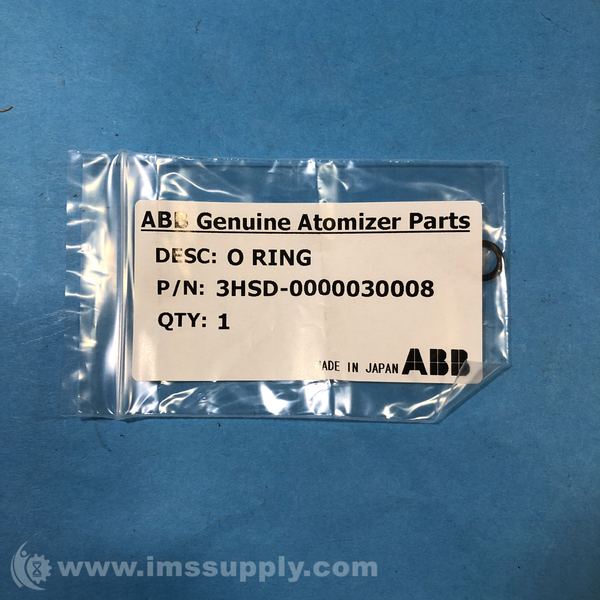 ABB Genuine Atomizer Parts
DESC: O RING
P/N: 3HSD-0000030008
QTY: 1
MADE IN JAPAN ABB
www.imssupply.com